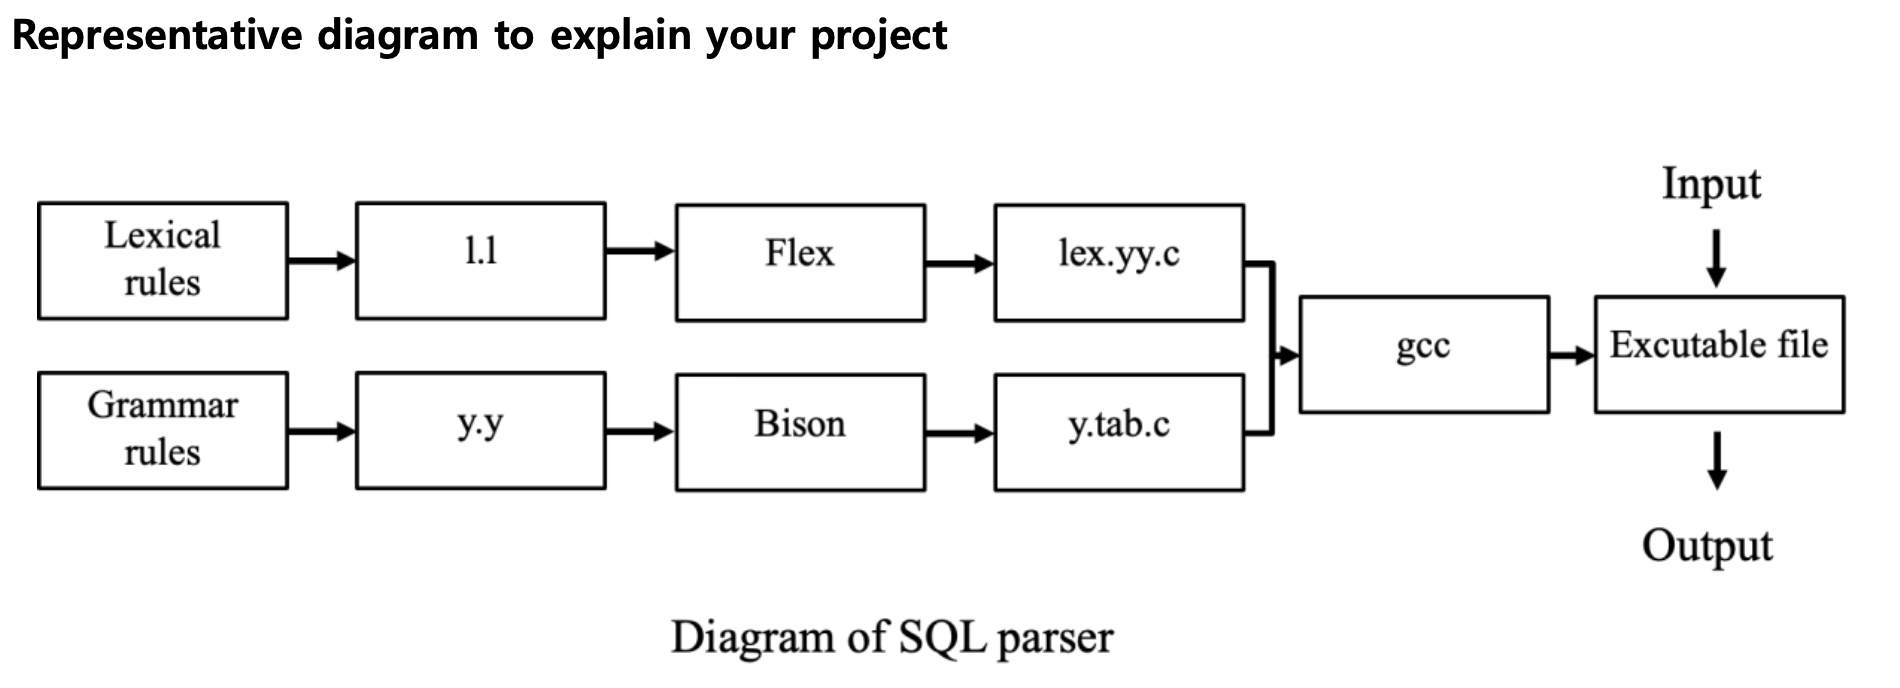 Representative diagram to explain your project
Input
Lexical
rules
l.l
Flex
lex.yy.c
gcc
Excutable file
Grammar
rules
y.y
Bison
y.tab.c
Output
Diagram of SQL parser